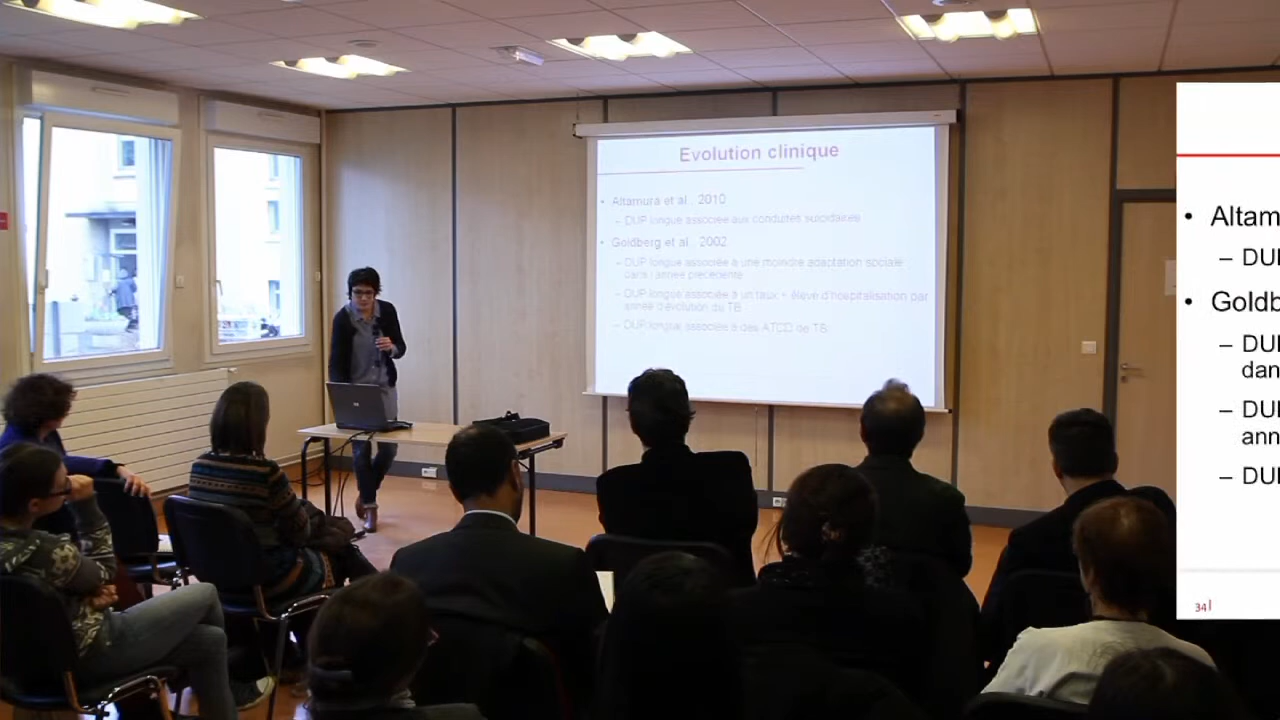 Evolution clinique
• Altamura et al., 2010
– DUP longue associée aux conduites suicidaires
• Goldberg et al., 2002
– DUP longue associée à une moindre adaptation sociale
dans l'année précédente
– DUP longue associée à un taux + élevé d'hospitalisation par
année d'évolution du TB
– DUP longue associée à des ATCD de TB
• Altam
– DUI
• Goldb
– DUI
dan
– DUI
ann
– DUI
34